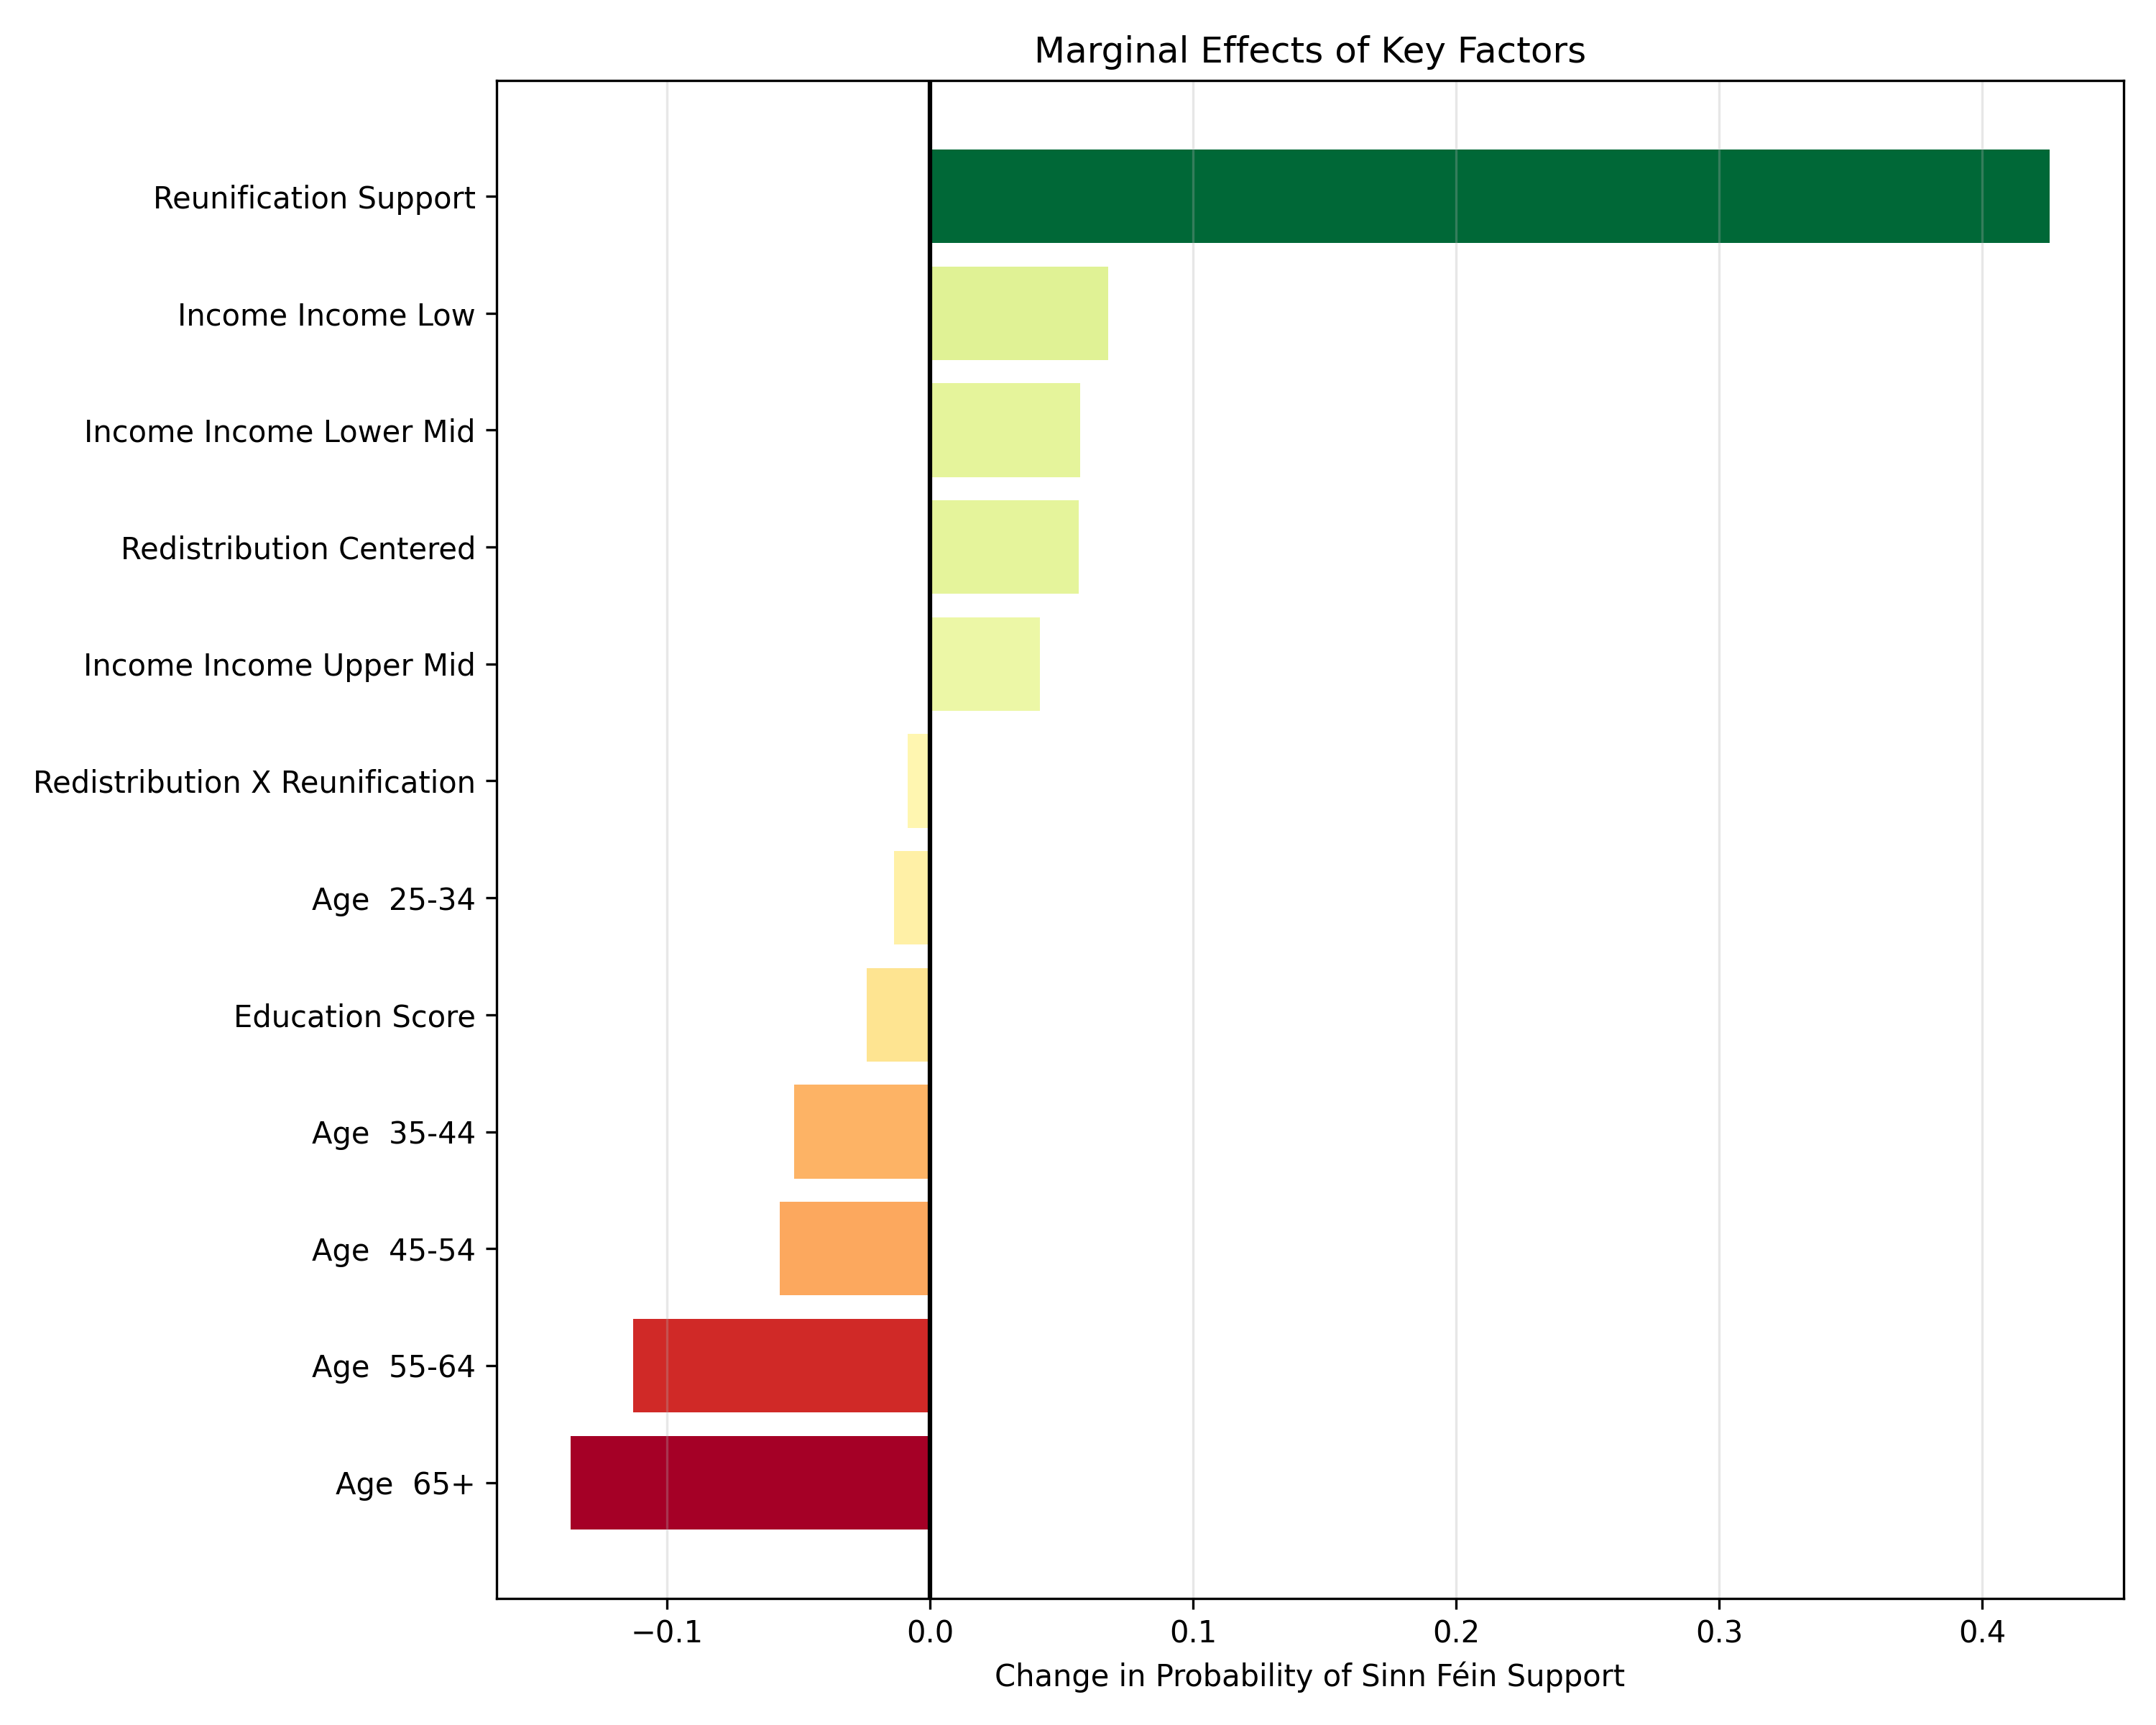 Marginal Effects of Key Factors
Reunification Support
Income Income Low
Income Income Lower Mid
Redistribution Centered
Income Income Upper Mid
Redistribution X Reunification
Age  25-34
Education Score
Age  35-44
Age  45-54
Age  55-64
Age  65+
−0.1 0.0 0.1 0.2 0.3 0.4
Change in Probability of Sinn Féin Support